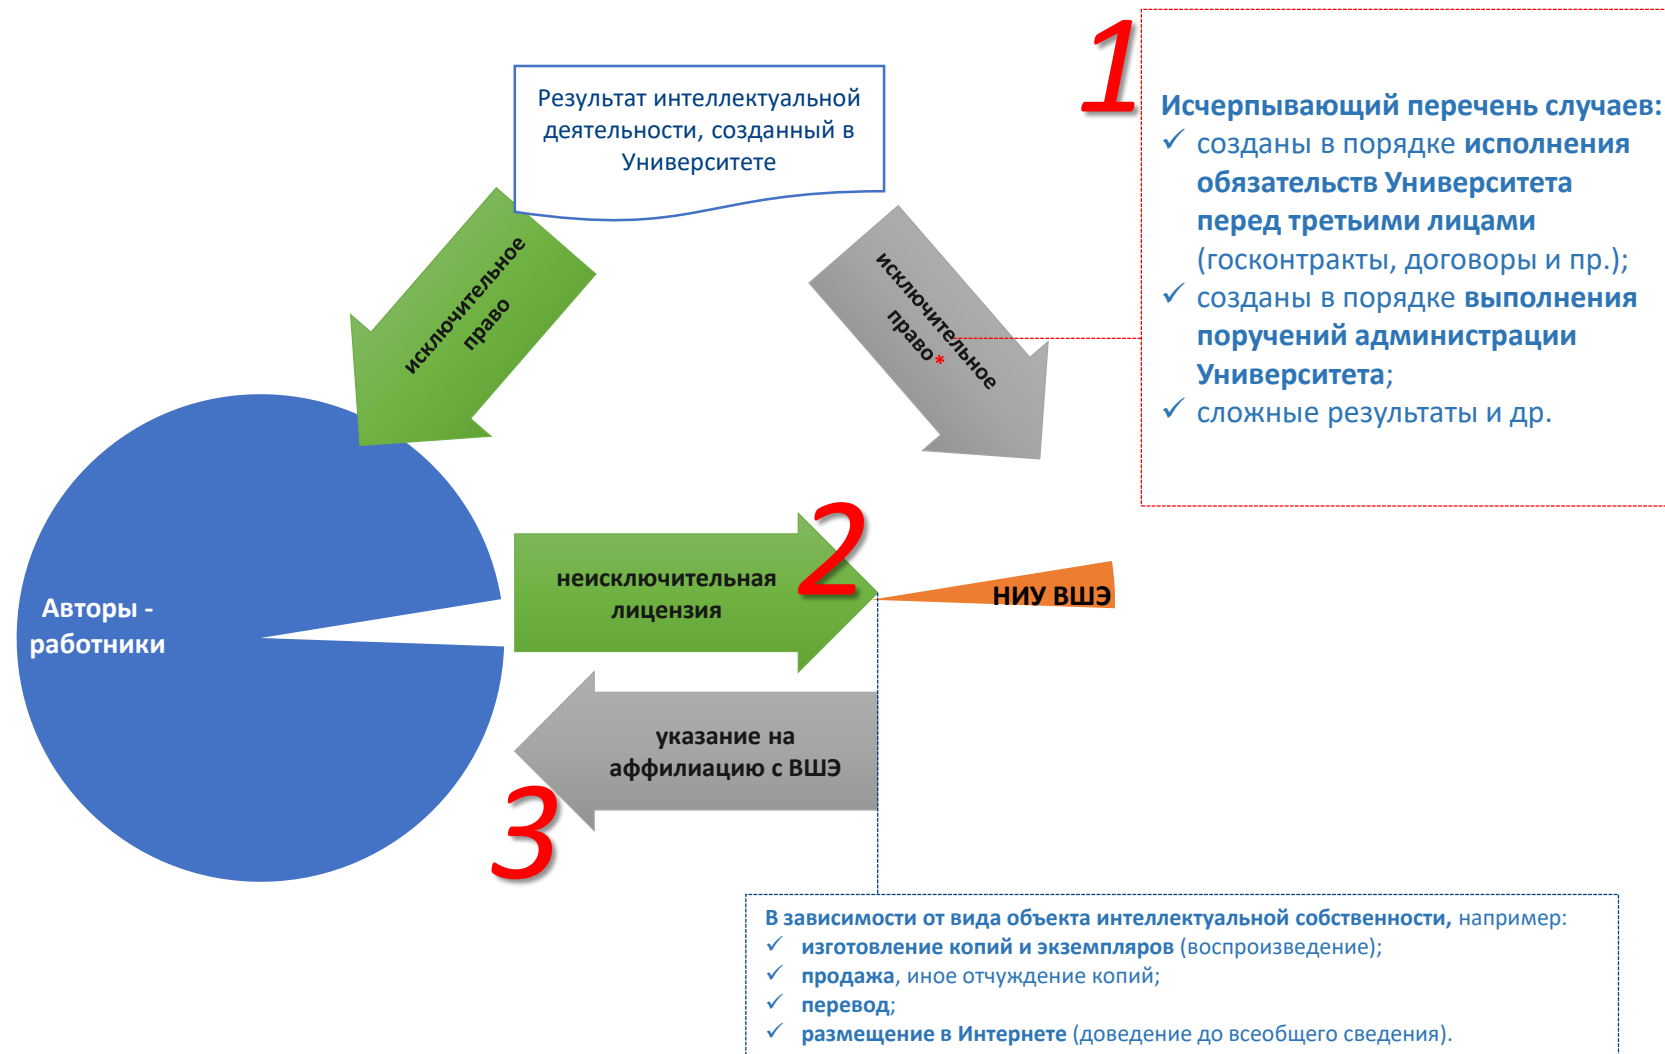 Результат интеллектуальной
деятельности, созданный в
Университете
1
Исчерпывающий перечень случаев:
✓ созданы в порядке исполнения
обязательств Университета
перед третьими лицами
(госконтракты, договоры и пр.);
✓ созданы в порядке выполнения
поручений администрации
Университета;
✓ сложные результаты и др.
исключительное
право
исключительное
право*
Авторы -
работники
неисключительная
лицензия
2
НИУ ВШЭ
указание на
аффилиацию с ВШЭ
3
В зависимости от вида объекта интеллектуальной собственности, например:
✓ изготовление копий и экземпляров (воспроизведение);
✓ продажа, иное отчуждение копий;
✓ перевод;
✓ размещение в Интернете (доведение до всеобщего сведения).